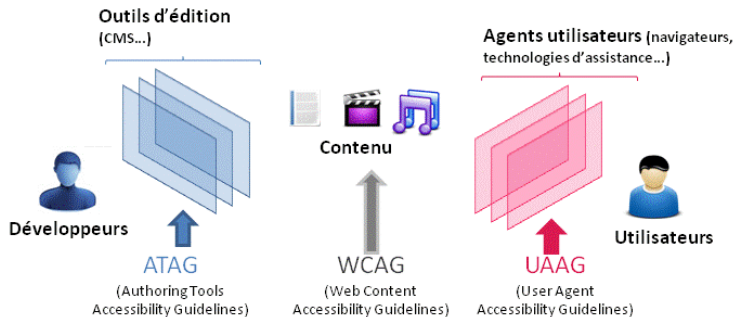 Outils d'édition
(CMS...)
Agents utilisateurs (navigateurs,
technologies d'assistance...)
Contenu
Développeurs
Utilisateurs
ATAG
(Authoring Tools
Accessibility Guidelines)
WCAG
(Web Content
Accessibility Guidelines)
UAAG
(User Agent
Accessibility Guidelines)